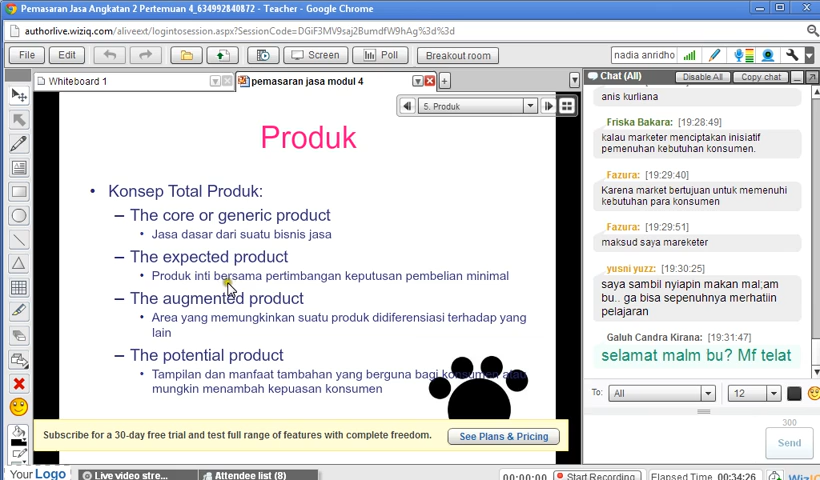 Pemasaran Jasa Angkatan 2 Pertemuan 4_634992840872 - Teacher - Google Chrome
authorlive.wiziq.com/aliveext/logintosession.aspx?SessionCode=DGiF3MV9saj2BumdfW9hAg%3d%3d
File Edit Screen Poll Breakout room nadia anridho
Whiteboard 1 pemasaran jasa modul 4
5. Produk
Produk
• Konsep Total Produk:
– The core or generic product
• Jasa dasar dari suatu bisnis jasa
– The expected product
• Produk inti bersama pertimbangan keputusan pembelian minimal
– The augmented product
• Area yang memungkinkan suatu produk didiferensiasi terhadap yang
lain
– The potential product
• Tampilan dan manfaat tambahan yang berguna bagi konsumen atau
mungkin menambah kepuasan konsumen
Subscribe for a 30-day free trial and test full range of features with complete freedom. See Plans & Pricing
Your Logo Live video stre... Attendee list (8)
Chat (All) Disable All Copy chat
anis kurliana
Friska Bakara: [19:28:49]
kalau marketer menciptakan inisiatif
pemenuhan kebutuhan konsumen.
Fazura: [19:29:40]
Karena market bertujuan untuk memenuhi
kebutuhan para konsumen
Fazura: [19:29:51]
maksud saya mareketer
yusni yuzz: [19:30:25]
saya sambil nyiapin makan mal;am
bu.. ga bisa sepenuhnya merhatiin
pelajaran
Galuh Candra Kirana: [19:31:47]
selamat malm bu? Mf telat
To: All 12
300
Send
00:00:00 Start Recording Elapsed Time 00:34:26 WizIQ